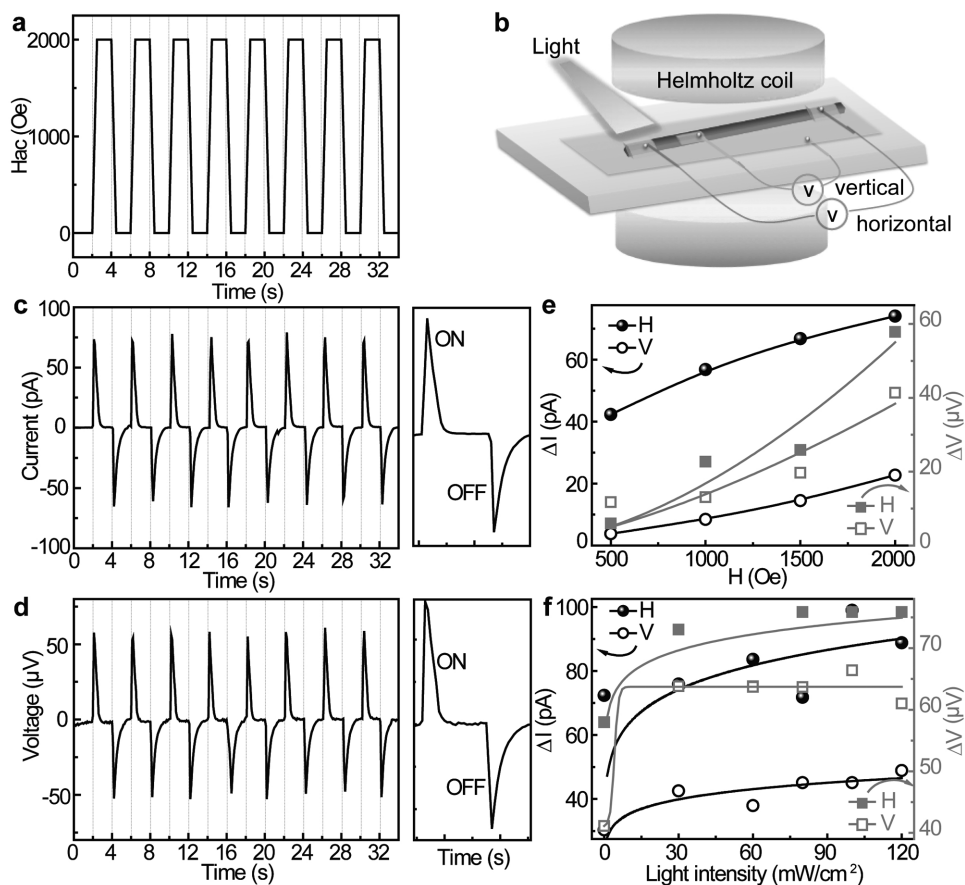 a
2000
1000
0
Hac (Oe)
0 4 8 12 16 20 24 28 32
Time (s)
b
Light
Helmholtz coil
V
vertical
V
horizontal
c
100
75
50
0
-50
-100
Current (pA)
0 4 8 12 16 20 24 28 32
Time (s)
ON
OFF
d
50
0
-50
Voltage (µV)
0 4 8 12 16 20 24 28 32
Time (s)
ON
OFF
Time (s)
e
H
V
60
40
20
0
ΔI (pA)
60
40
20
0
ΔV (µV)
H
V
500 1000 1500 2000
H (Oe)
f
H
V
100
80
60
40
ΔI (pA)
70
60
50
40
ΔV (µV)
H
V
0 30 60 90 120
Light intensity (mW/cm²)